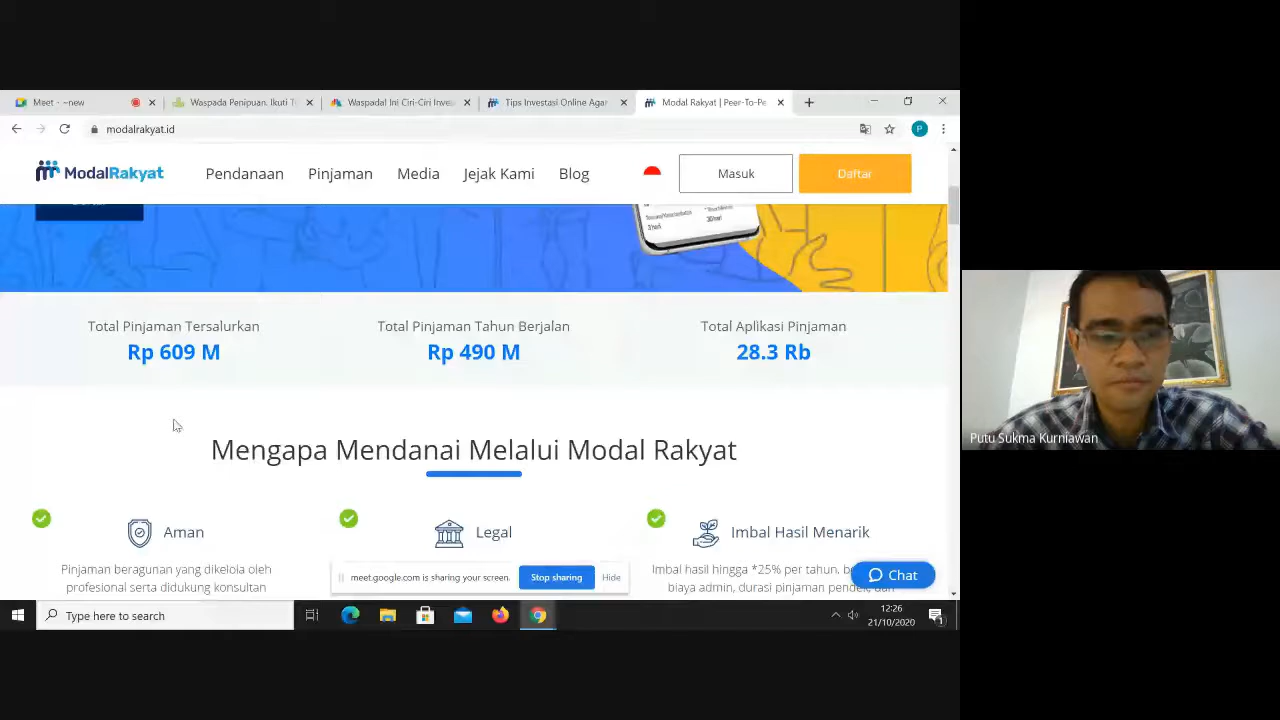 Meet - ~new
Waspada Penipuan. Ikuti T
Waspada! Ini Ciri-Ciri Inves
Tips Investasi Online Agar
Modal Rakyat | Peer-To-Pe
modalrakyat.id
P
ModalRakyat
Pendanaan
Pinjaman
Media
Jejak Kami
Blog
Masuk
Daftar
Total Pinjaman Tersalurkan
Rp 609 M
Total Pinjaman Tahun Berjalan
Rp 490 M
Total Aplikasi Pinjaman
28.3 Rb
Mengapa Mendanai Melalui Modal Rakyat
Aman
Pinjaman beragunan yang dikelola oleh
profesional serta didukung konsultan
Legal
Imbal Hasil Menarik
Imbal hasil hingga *25% per tahun,
biaya admin, durasi pinjaman
meet.google.com is sharing your screen.
Stop sharing
Hide
Chat
Type here to search
12:26
21/10/2020
1
Putu Sukma Kurniawan